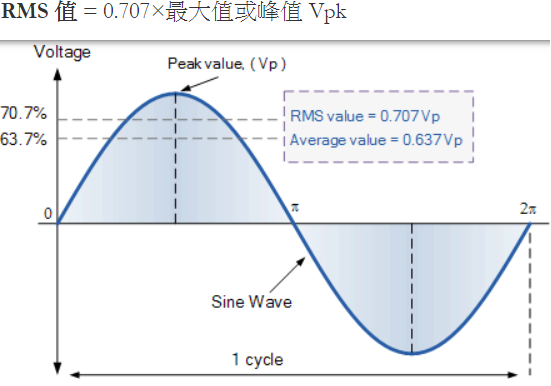 RMS 值 = 0.707×最大值或峰值 Vpk
Voltage
Peak value, ( Vp )
70.7%
63.7%
RMS value = 0.707Vp
Average value = 0.637Vp
0
π
2π
Sine Wave
1 cycle